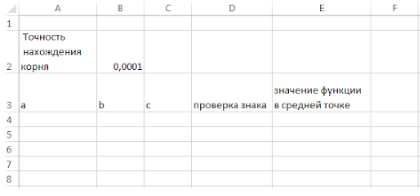 A B C D E F
1
Точность
нахождения
2 корня 0,0001
значение функции
3 a b c проверка знака в средней точке
4
5
6
7
8